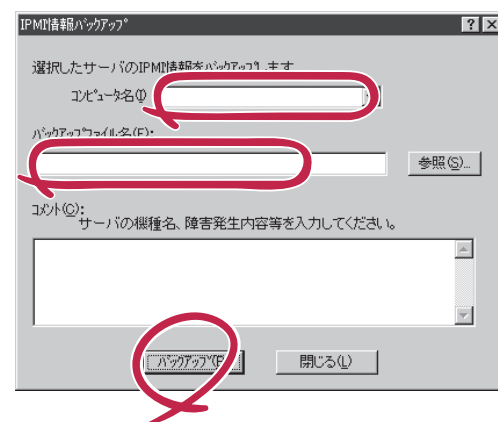 IPMI情報ﾊﾞｯｸｱｯﾌﾟ
選択したサーバのIPMI情報をﾊﾞｯｸｱｯﾌﾟします
ｺﾝﾋﾟｭｰﾀ名(I)
ﾊﾞｯｸｱｯﾌﾟﾌｧｲﾙ名(F):
参照(S)...
ｺﾒﾝﾄ(C):
サーバの機種名、障害発生内容等を入力してください。
ﾊﾞｯｸｱｯﾌﾟ(B)
閉じる(L)